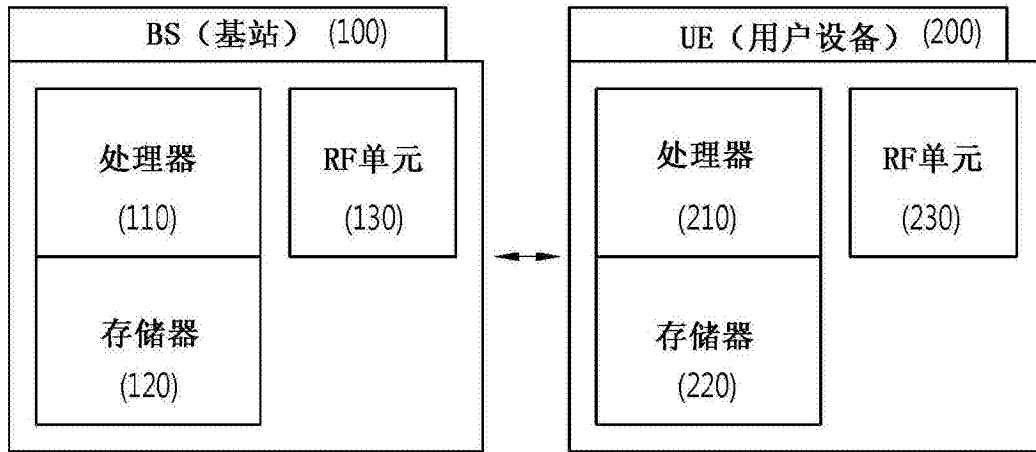 BS（基站）(100)
处理器
(110)
RF单元
(130)
存储器
(120)
UE（用户设备）(200)
处理器
(210)
RF单元
(230)
存储器
(220)